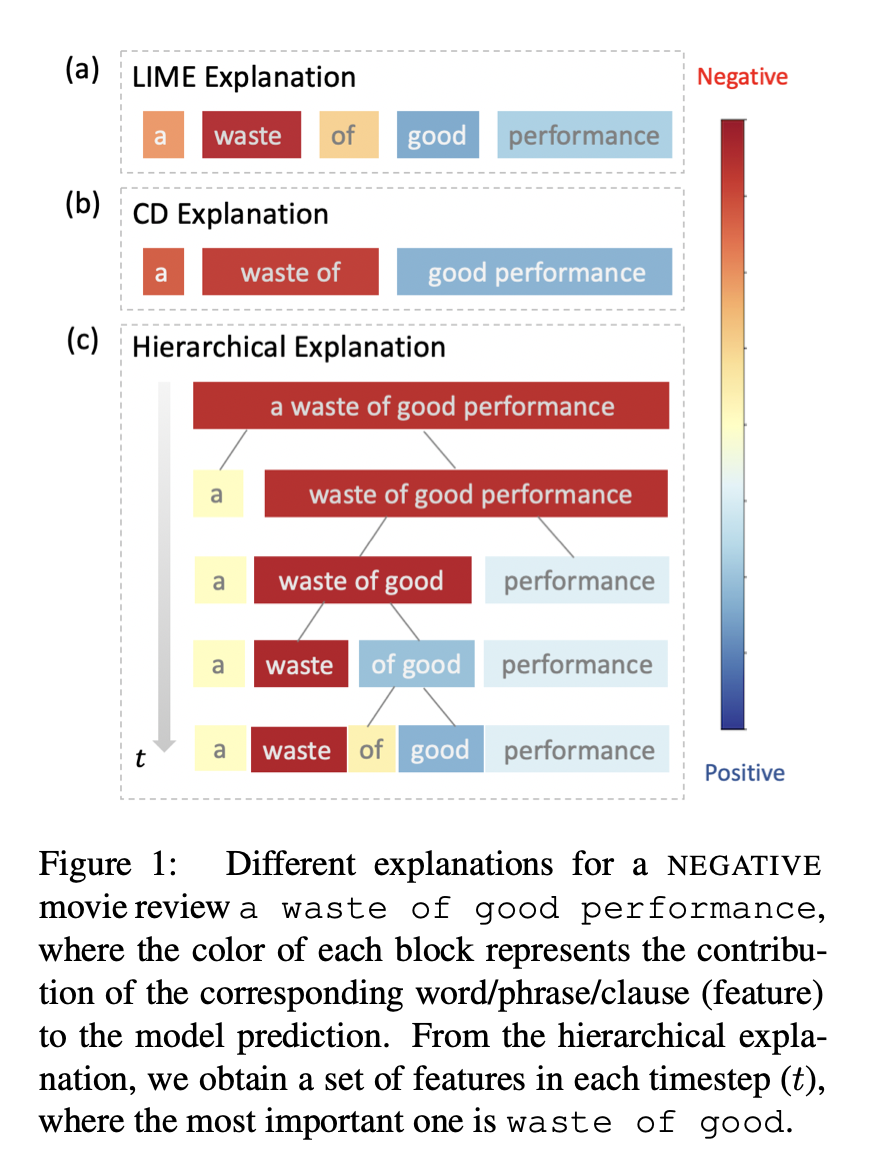 (a)
LIME Explanation
a waste of good performance
Negative
(b)
CD Explanation
a waste of good performance
(c)
Hierarchical Explanation
a waste of good performance
a waste of good performance
a waste of good performance
a waste of good performance
a waste of good performance
t
Positive
Figure 1: Different explanations for a NEGATIVE
movie review a waste of good performance,
where the color of each block represents the contribu-
tion of the corresponding word/phrase/clause (feature)
to the model prediction. From the hierarchical expla-
nation, we obtain a set of features in each timestep (t),
where the most important one is waste of good.